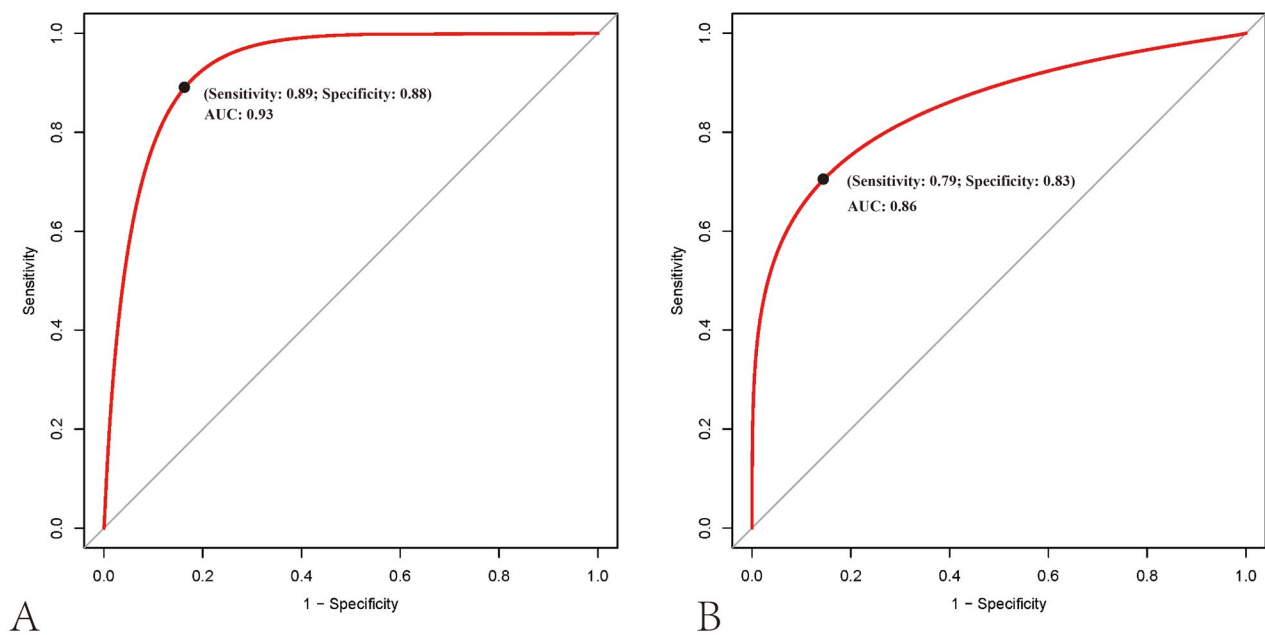 1.0
0.8
0.6
0.4
0.2
0.0
Sensitivity
(Sensitivity: 0.89; Specificity: 0.88)
AUC: 0.93
0.0 0.2 0.4 0.6 0.8 1.0
1 − Specificity
A
1.0
0.8
0.6
0.4
0.2
0.0
Sensitivity
(Sensitivity: 0.79; Specificity: 0.83)
AUC: 0.86
0.0 0.2 0.4 0.6 0.8 1.0
1 − Specificity
B